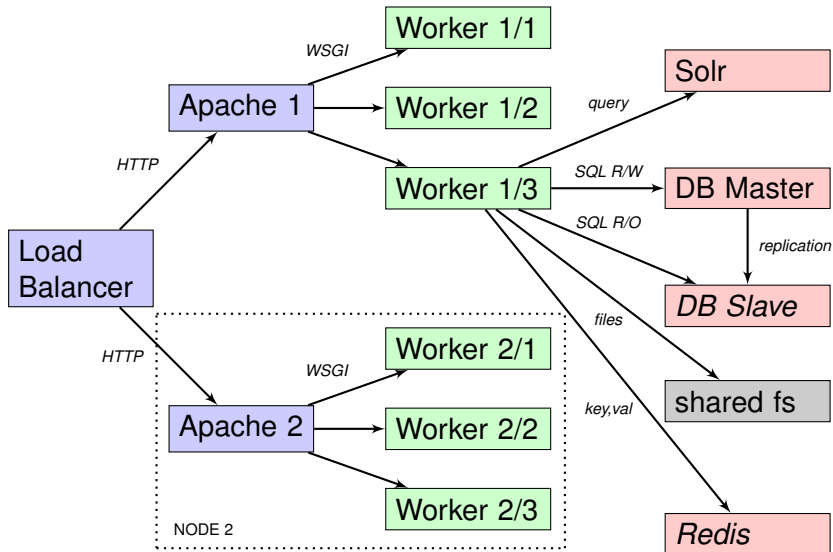 Worker 1/1
WSGI
Solr
Apache 1
Worker 1/2
query
HTTP
Worker 1/3
SQL R/W
DB Master
SQL R/O
replication
Load
Balancer
DB Slave
files
HTTP
Worker 2/1
WSGI
shared fs
key,val
Apache 2
Worker 2/2
Worker 2/3
NODE 2
Redis